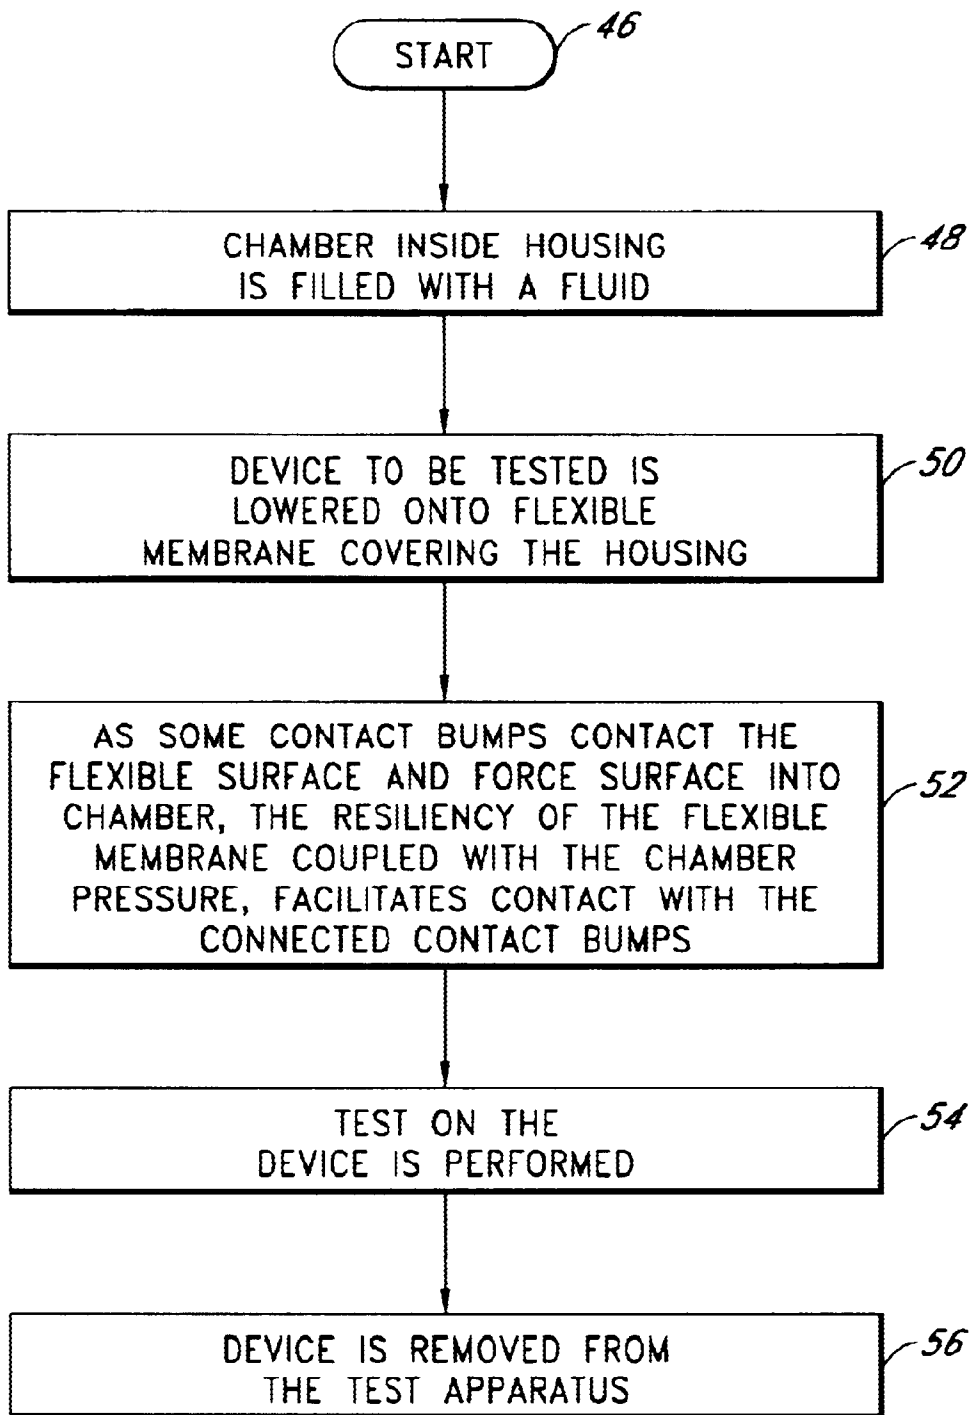 START
46
CHAMBER INSIDE HOUSING
IS FILLED WITH A FLUID
48
DEVICE TO BE TESTED IS
LOWERED ONTO FLEXIBLE
MEMBRANE COVERING THE HOUSING
50
AS SOME CONTACT BUMPS CONTACT THE
FLEXIBLE SURFACE AND FORCE SURFACE INTO
CHAMBER, THE RESILIENCY OF THE FLEXIBLE
MEMBRANE COUPLED WITH THE CHAMBER
PRESSURE, FACILITATES CONTACT WITH THE
CONNECTED CONTACT BUMPS
52
TEST ON THE
DEVICE IS PERFORMED
54
DEVICE IS REMOVED FROM
THE TEST APPARATUS
56